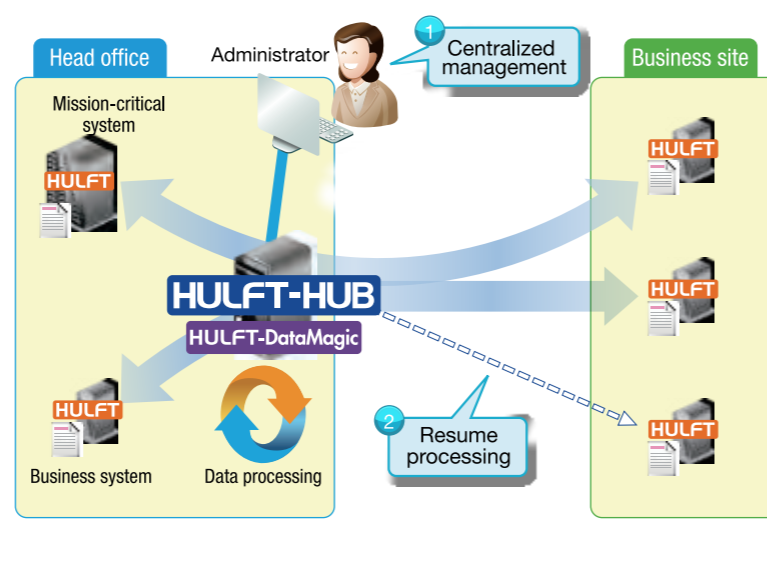 Head office
Administrator
1
Centralized
management
Business site
Mission-critical
system
HULFT
HULFT
HULFT
HULFT-HUB
HULFT-DataMagic
HULFT
2
Resume
processing
HULFT
Business system
Data processing